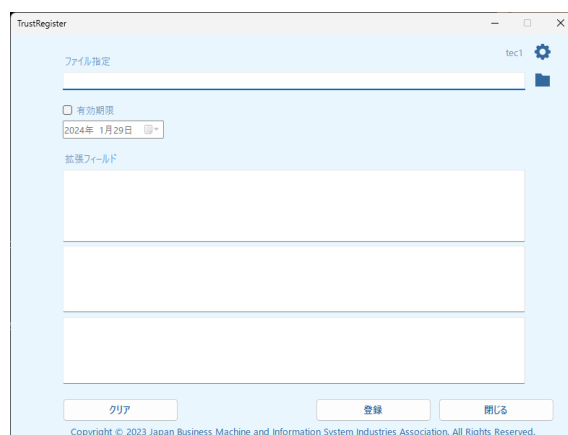 TrustRegister
tec1
ファイル指定
有効期限
2024年 1月29日
拡張フィールド
クリア
登録
閉じる
Copyright © 2023 Japan Business Machine and Information System Industries Association. All Rights Reserved.